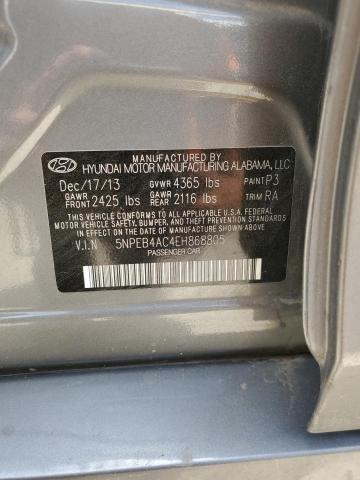 MANUFACTURED BY
HYUNDAI MOTOR MANUFACTURING ALABAMA, LLC
Dec/17/13 GVWR 4365 lbs PAINT P3
GAWR FRONT 2425 lbs GAWR REAR 2116 lbs TRIM RA
THIS VEHICLE CONFORMS TO ALL APPLICABLE U.S.A. FEDERAL
MOTOR VEHICLE SAFETY, BUMPER, AND THEFT PREVENTION
STANDARDS IN EFFECT ON THE DATE OF MANUFACTURE SHOWN ABOVE.
V.I.N 5NPEB4AC4EH868805
PASSENGER CAR